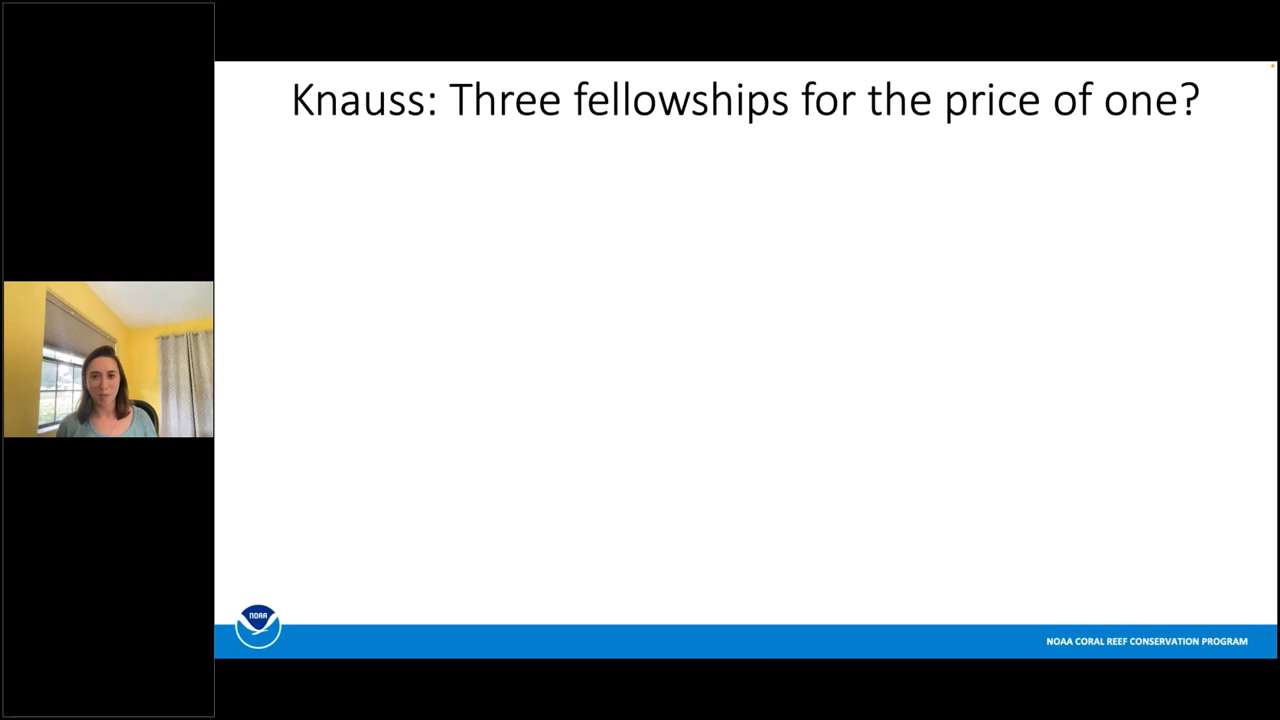 Knauss: Three fellowships for the price of one?
NOAA
NOAA CORAL REEF CONSERVATION PROGRAM